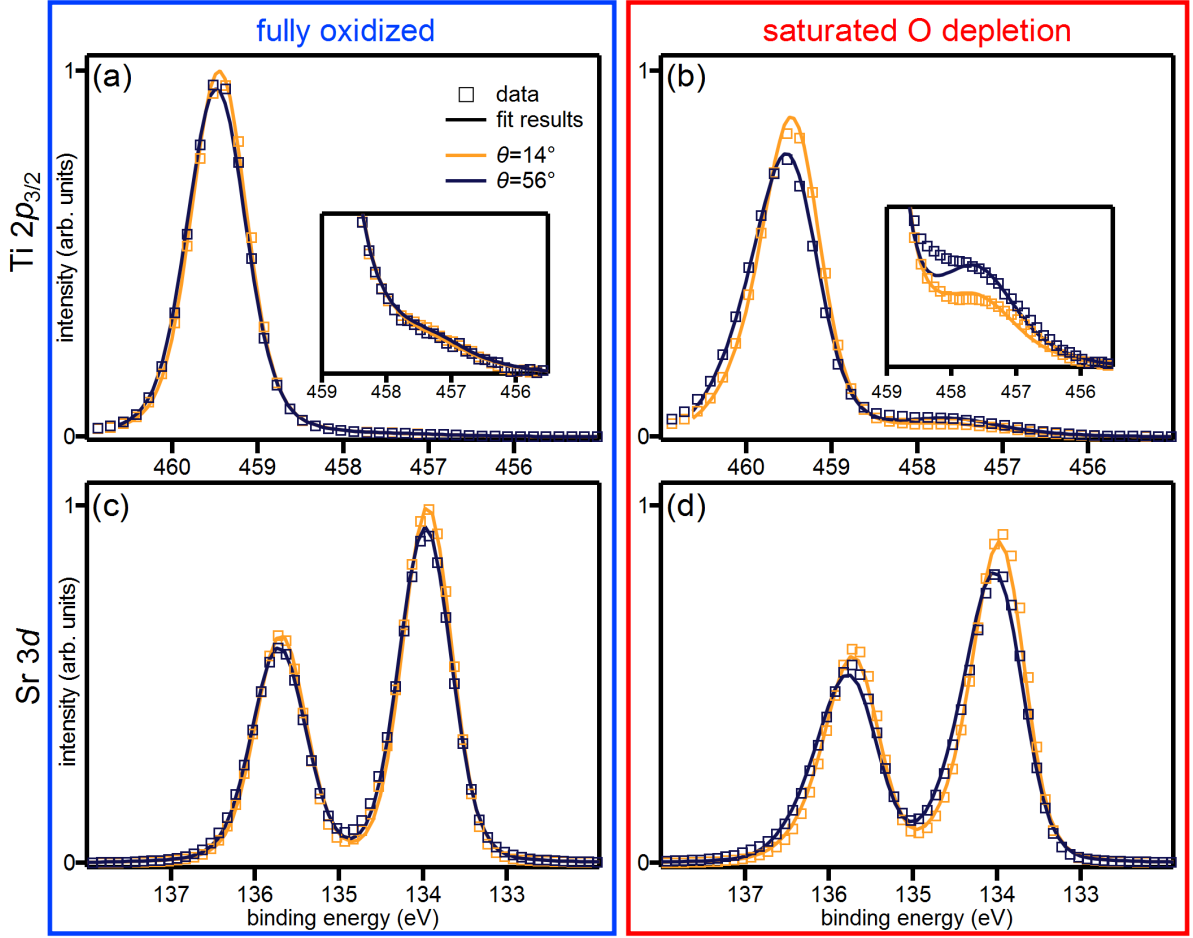 fully oxidized
saturated O depletion
Ti 2p3/2
intensity (arb. units)
(a)
1
0
data
fit results
θ=14°
θ=56°
459 458 457 456
460 459 458 457 456
(b)
1
0
459 458 457 456
460 459 458 457 456
Sr 3d
intensity (arb. units)
(c)
1
0
137 136 135 134 133
binding energy (eV)
(d)
1
0
137 136 135 134 133
binding energy (eV)